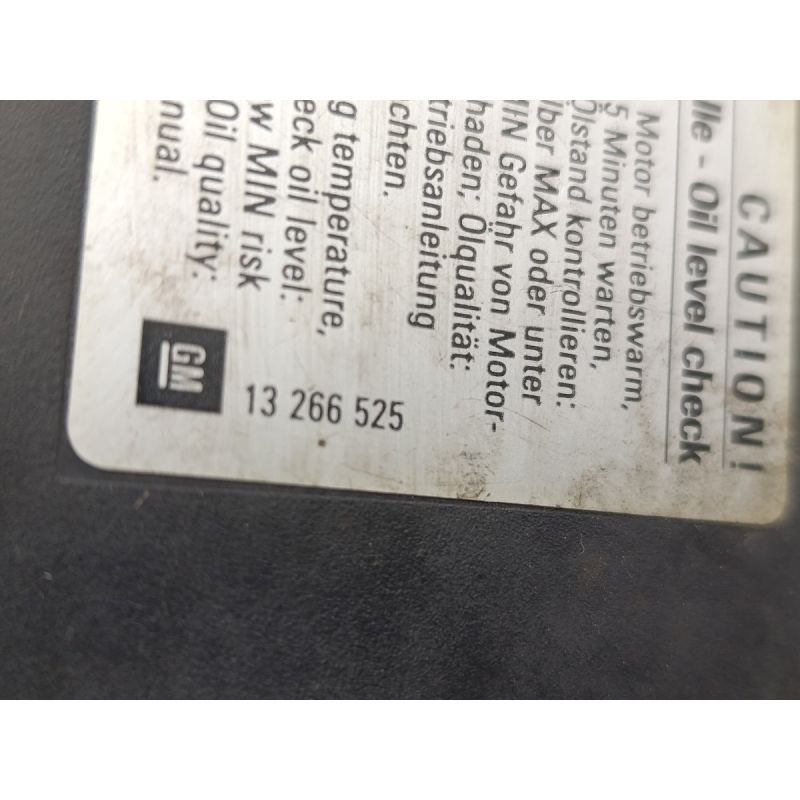 CAUTION!
lle - Oil level check
Motor betriebswarm,
5 Minuten warten,
Ölstand kontrollieren:
über MAX oder unter
MIN Gefahr von Motor-
haden; Ölqualität:
triebsanleitung
chten.
g temperature,
eck oil level:
w MIN risk
Oil quality:
nual.
GM
13 266 525